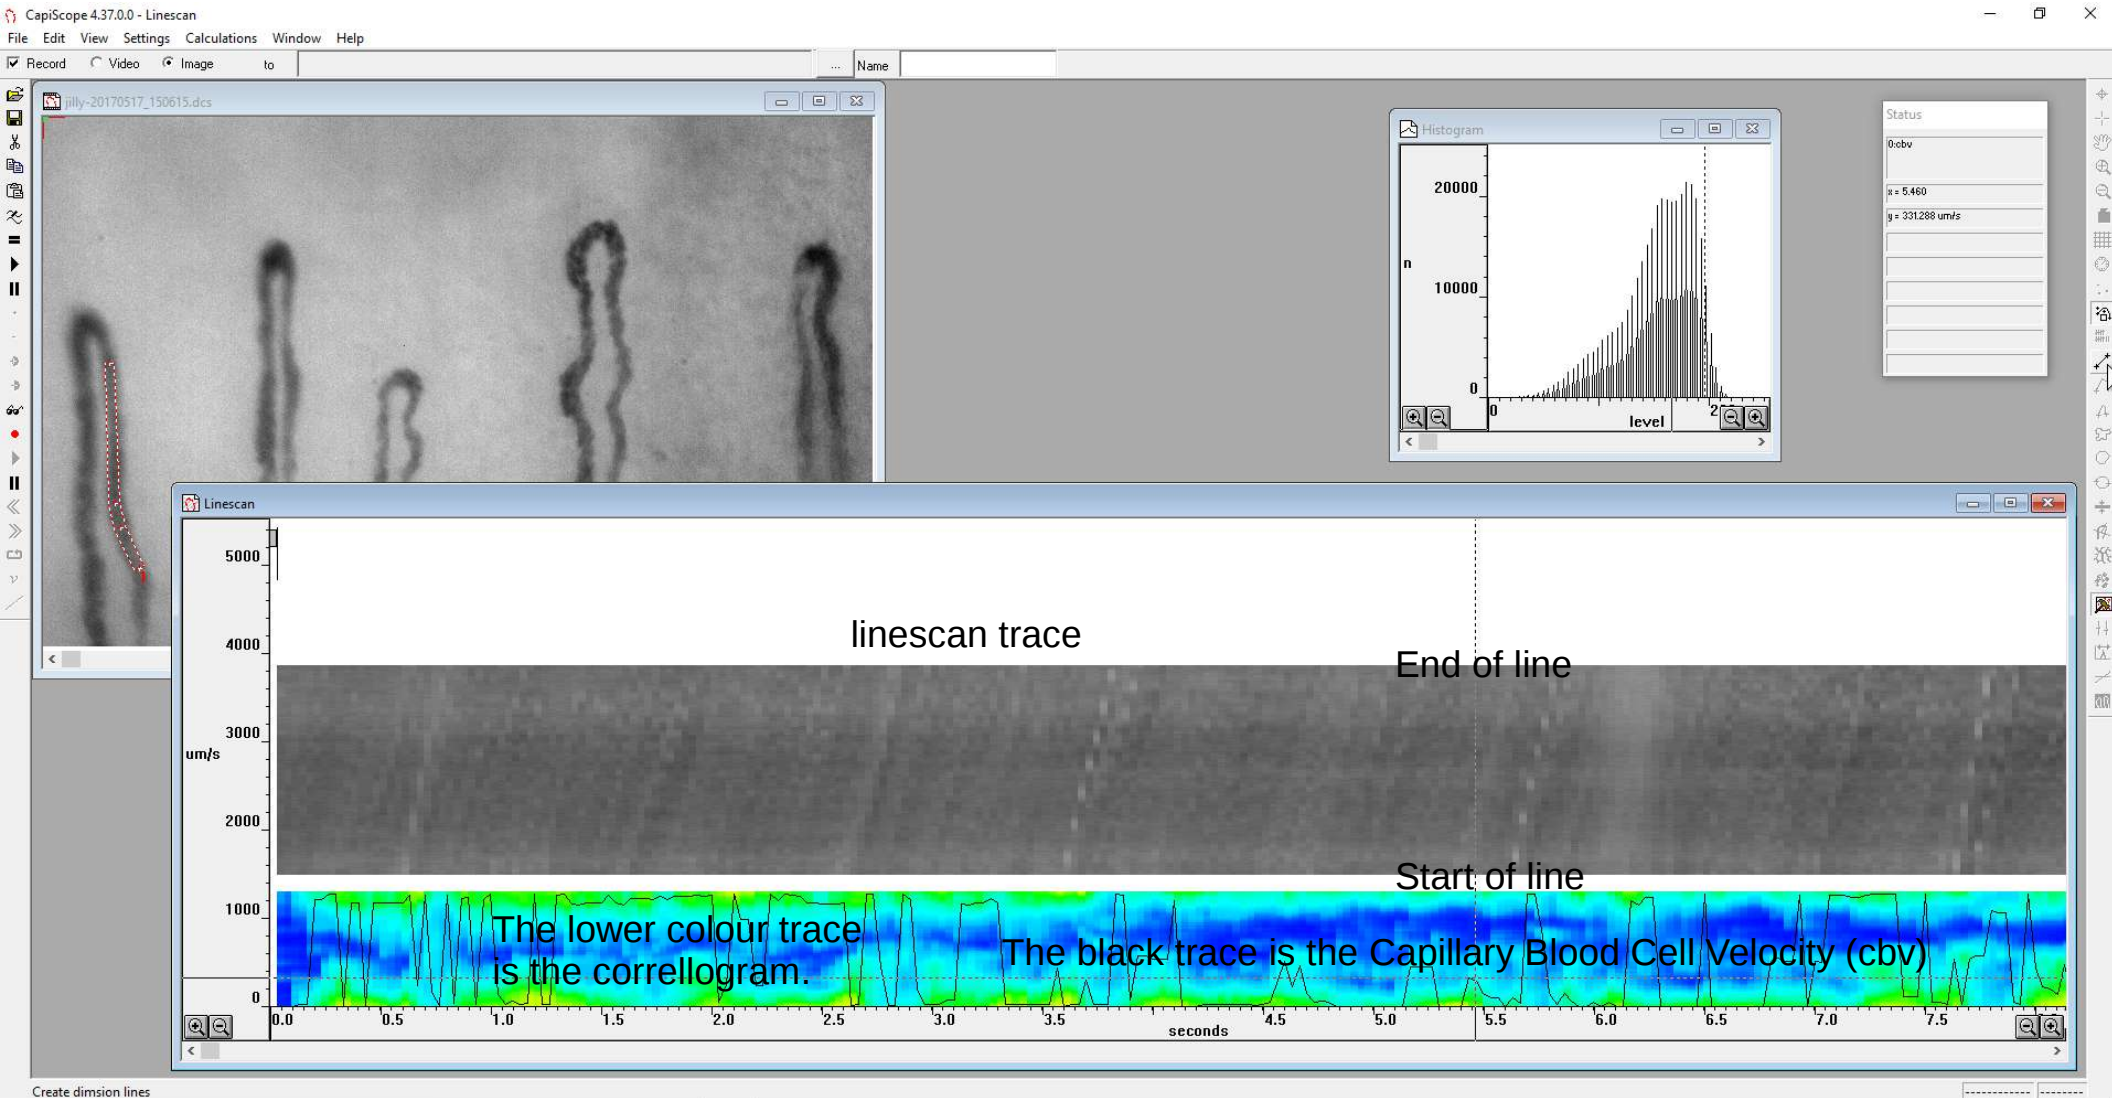 CapiScope 4.37.0.0 - Linescan
File Edit View Settings Calculations Window Help
Record Video Image to ... Name
jilly-20170517_150615.dcs
Histogram
20000
n
10000
0
0
level
Status
0:cbv
x = 5.460
y = 331.288 um/s
Linescan
5000
4000
3000
um/s
2000
1000
0
linescan trace
End of line
Start of line
The lower colour trace
is the correllogram.
The black trace is the Capillary Blood Cell Velocity (cbv)
0.0 0.5 1.0 1.5 2.0 2.5 3.0 3.5 4.5 5.0 5.5 6.0 6.5 7.0 7.5
seconds
Create dimsion lines